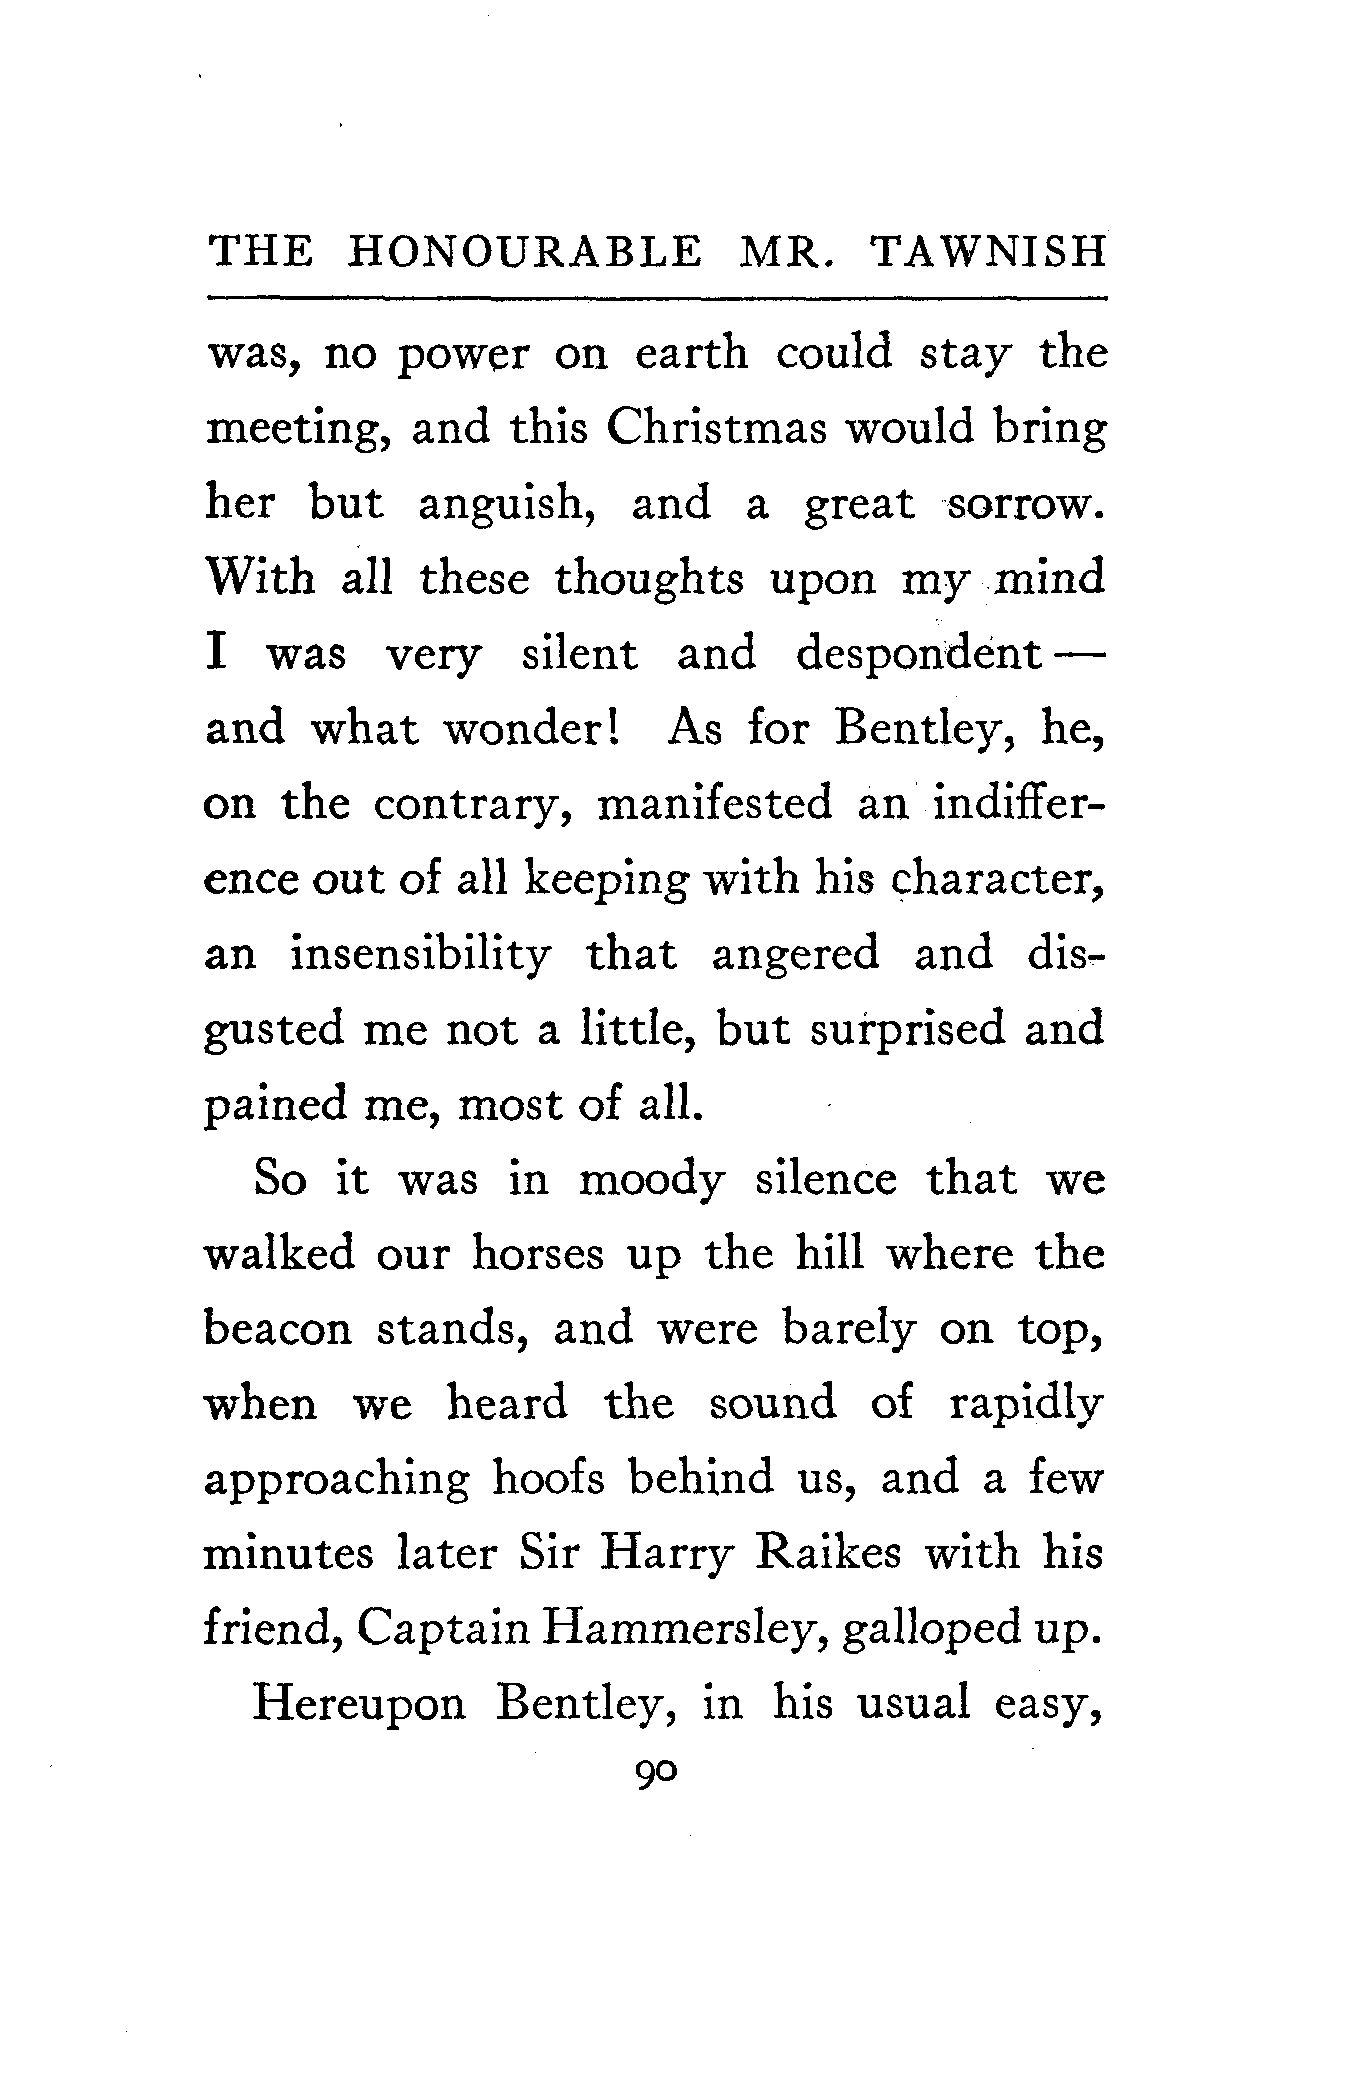 THE HONOURABLE MR. TAWNISH
was, no power on earth could stay the
meeting, and this Christmas would bring
her but anguish, and a great sorrow.
With all these thoughts upon my mind
I was very silent and despondent—
and what wonder! As for Bentley, he,
on the contrary, manifested an indiffer-
ence out of all keeping with his character,
an insensibility that angered and dis-
gusted me not a little, but surprised and
pained me, most of all.
So it was in moody silence that we
walked our horses up the hill where the
beacon stands, and were barely on top,
when we heard the sound of rapidly
approaching hoofs behind us, and a few
minutes later Sir Harry Raikes with his
friend, Captain Hammersley, galloped up.
Hereupon Bentley, in his usual easy,
90